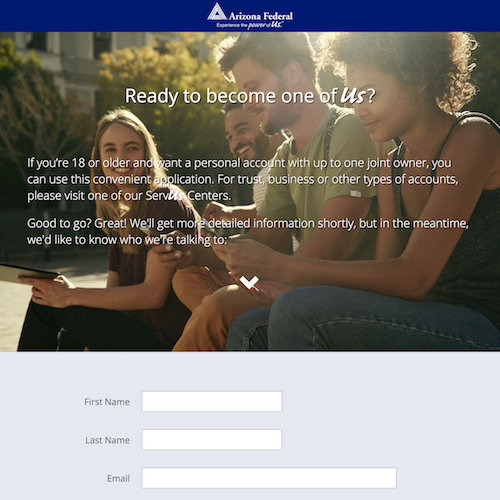 Arizona Federal
Experience the power of Us.
Ready to become one of Us?
If you're 18 or older and want a personal account with up to one joint owner, you
can use this convenient application. For trust, business or other types of accounts,
please visit one of our ServUs Centers.
Good to go? Great! We'll get more detailed information shortly, but in the meantime,
we'd like to know who we're talking to:
First Name
Last Name
Email